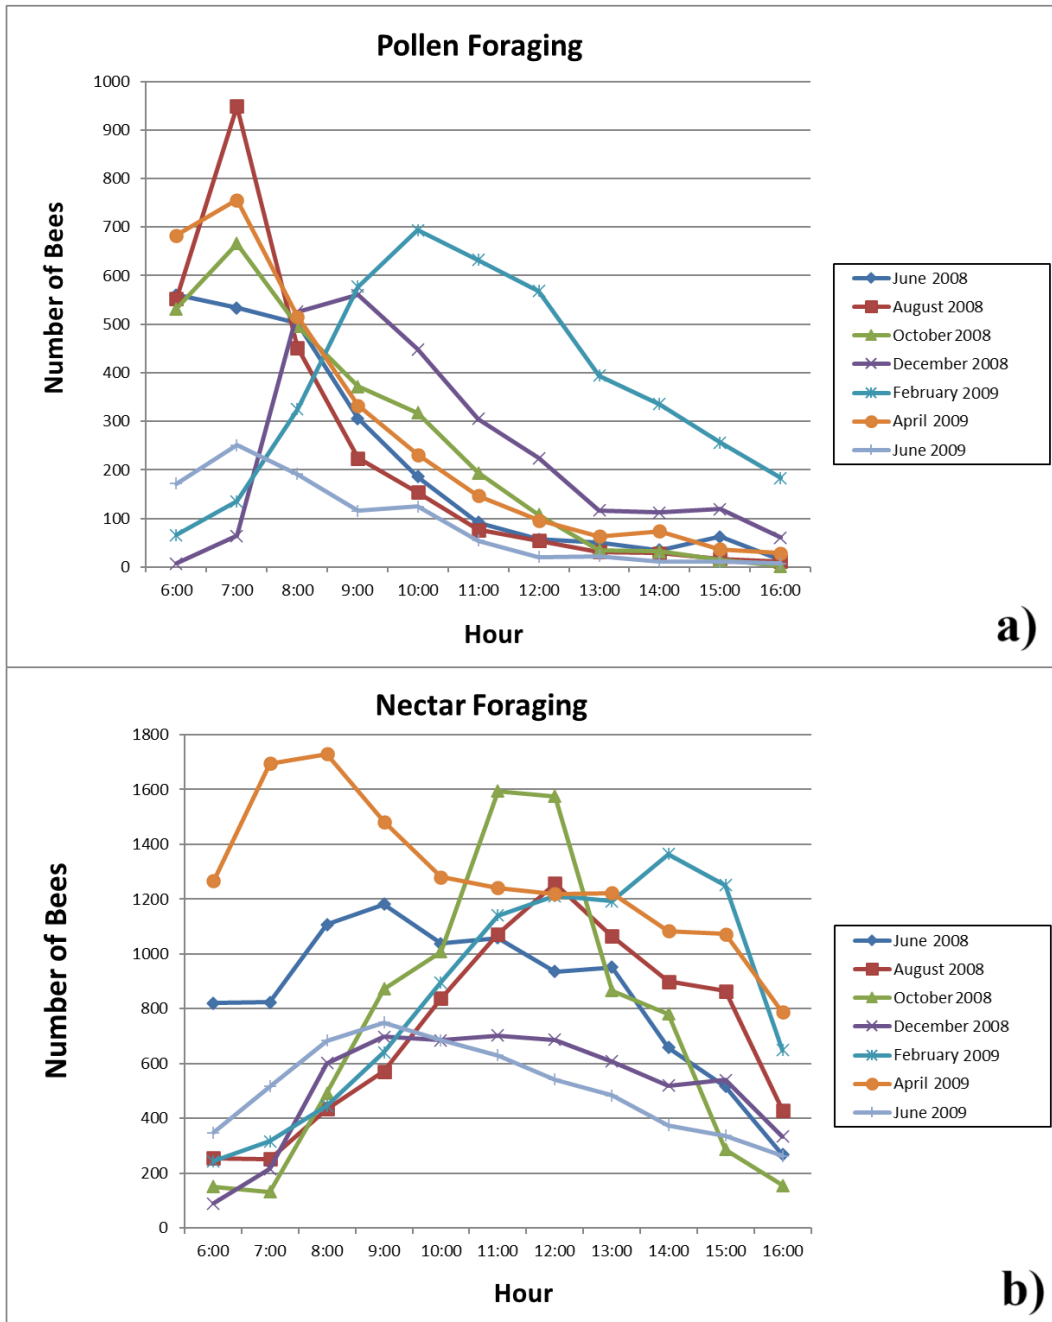 Pollen Foraging
1000
900
800
700
600
500
400
300
200
100
0
Number of Bees
6:00 7:00 8:00 9:00 10:00 11:00 12:00 13:00 14:00 15:00 16:00
Hour
June 2008
August 2008
October 2008
December 2008
February 2009
April 2009
June 2009
a)
Nectar Foraging
1800
1600
1400
1200
1000
800
600
400
200
0
Number of Bees
6:00 7:00 8:00 9:00 10:00 11:00 12:00 13:00 14:00 15:00 16:00
Hour
June 2008
August 2008
October 2008
December 2008
February 2009
April 2009
June 2009
b)